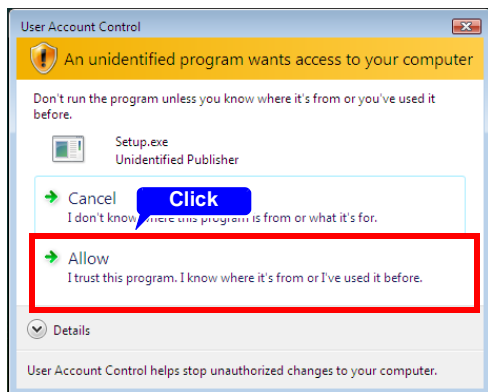 User Account Control
An unidentified program wants access to your computer
Don't run the program unless you know where it's from or you've used it
before.
Setup.exe
Unidentified Publisher
Cancel
Click
I don't know where this program is from or what it's for.
Allow
I trust this program. I know where it's from or I've used it before.
Details
User Account Control helps stop unauthorized changes to your computer.